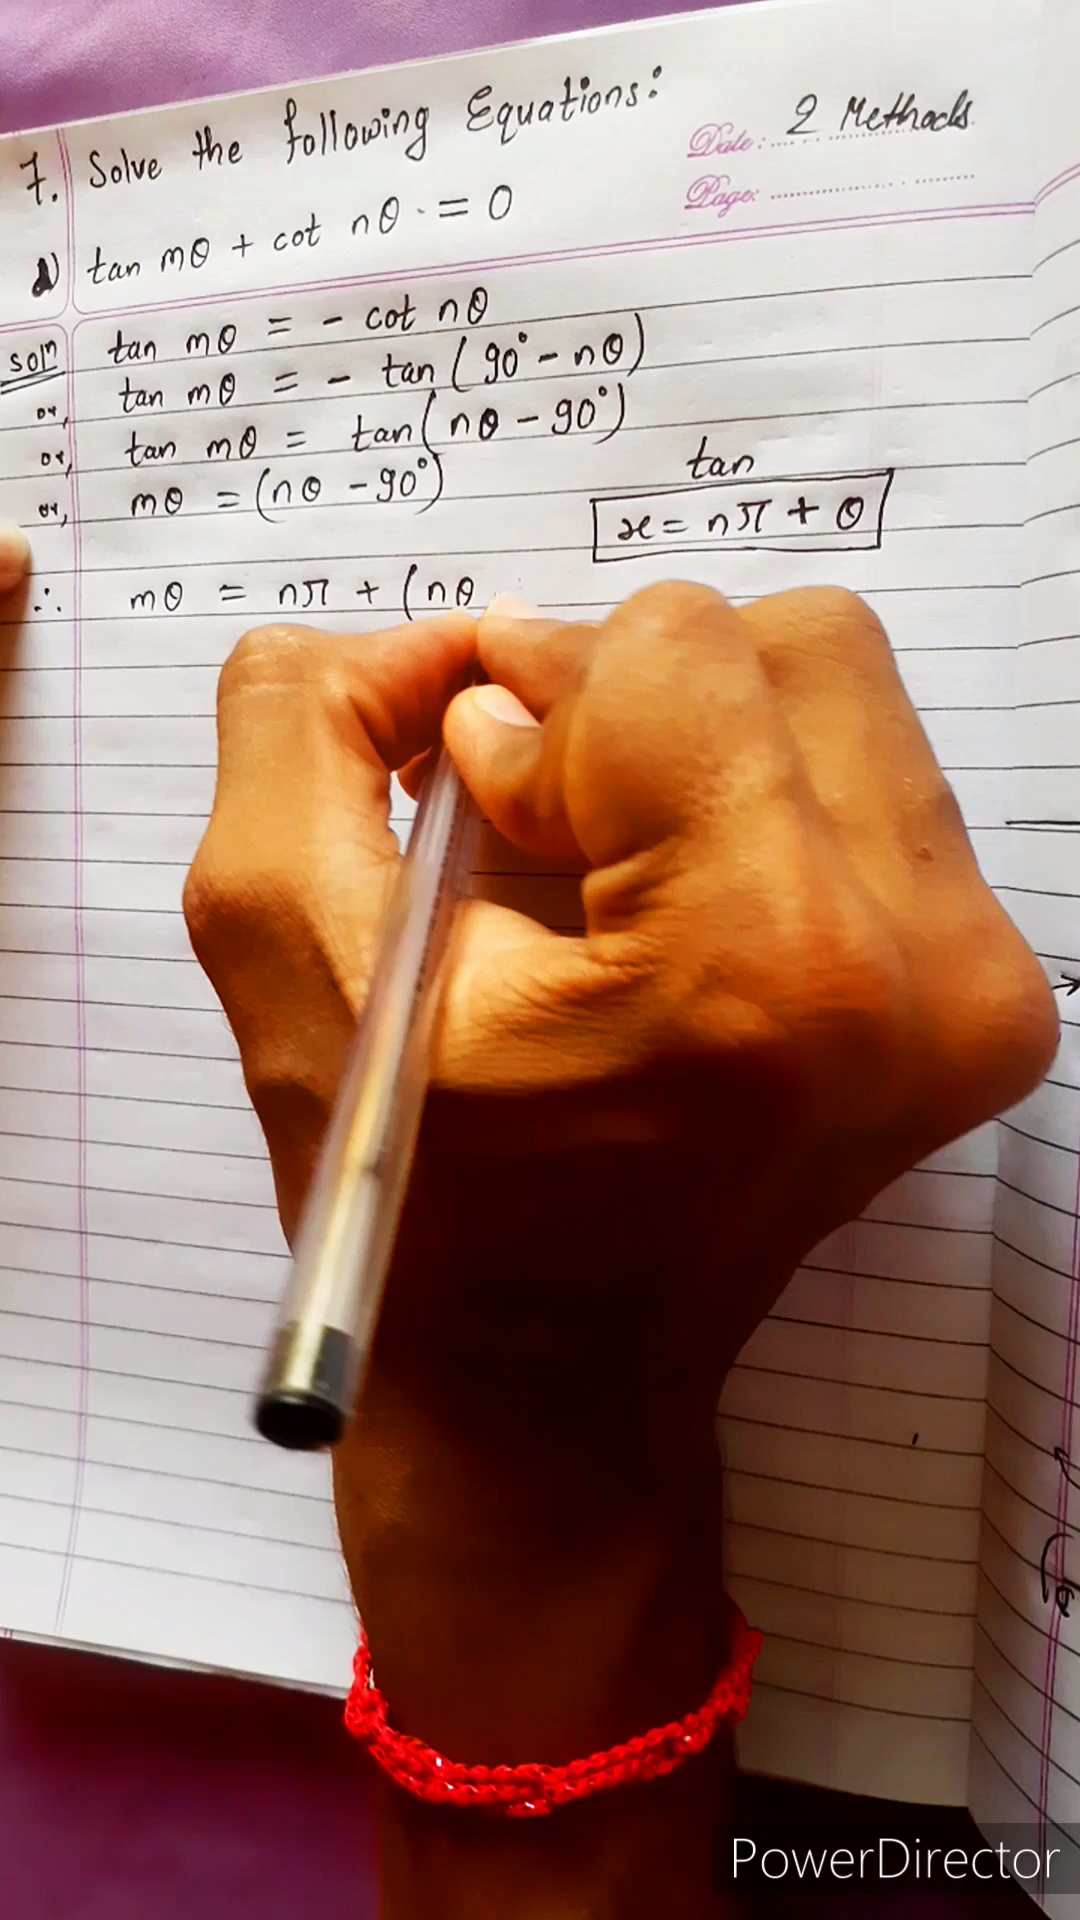 7. Solve the following Equations:
Date: 2 Methods
Page:
a) tan mθ + cot nθ = 0
solⁿ tan mθ = - cot nθ
or, tan mθ = - tan (90° - nθ)
or, tan mθ = tan (nθ - 90°)
or, mθ = (nθ - 90°)
tan
x = nπ + θ
∴ mθ = nπ + (nθ
PowerDirector